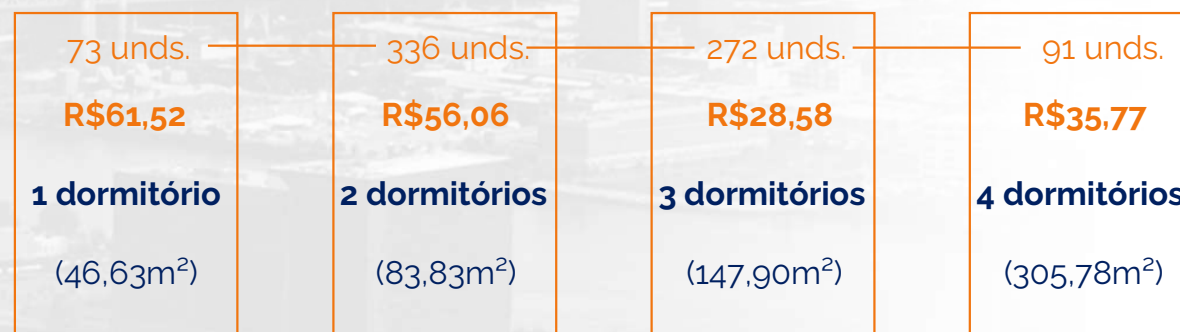 73 unds.
R$61,52
1 dormitório
(46,63m²)
336 unds.
R$56,06
2 dormitórios
(83,83m²)
272 unds.
R$28,58
3 dormitórios
(147,90m²)
91 unds.
R$35,77
4 dormitórios
(305,78m²)